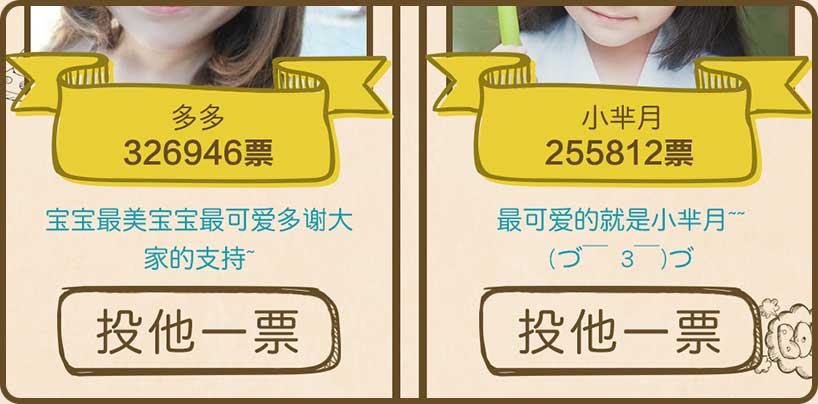 多多
326946票
宝宝最美宝宝最可爱多谢大
家的支持~
投他一票
小芈月
255812票
最可爱的就是小芈月~~
(づ￣ 3￣)づ
投他一票
BO